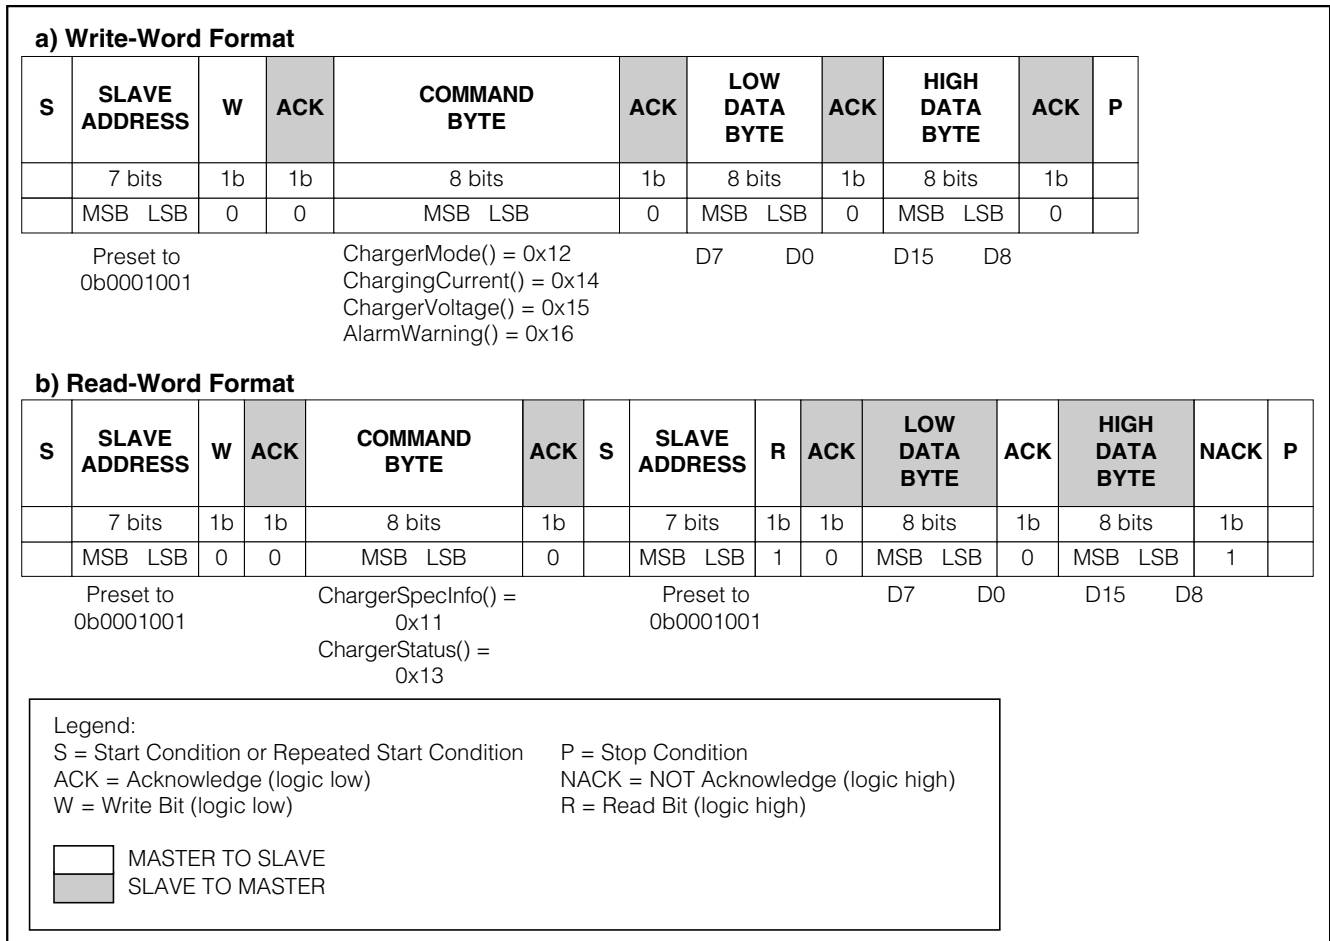 a) Write-Word Format
S SLAVE ADDRESS W ACK COMMAND BYTE ACK LOW DATA BYTE ACK HIGH DATA BYTE ACK P
7 bits 1b 1b 8 bits 1b 8 bits 1b 8 bits 1b
MSB LSB 0 0 MSB LSB 0 MSB LSB 0 MSB LSB 0
Preset to 0b0001001
ChargerMode() = 0x12
ChargingCurrent() = 0x14
ChargerVoltage() = 0x15
AlarmWarning() = 0x16
D7 D0 D15 D8
b) Read-Word Format
S SLAVE ADDRESS W ACK COMMAND BYTE ACK S SLAVE ADDRESS R ACK LOW DATA BYTE ACK HIGH DATA BYTE NACK P
7 bits 1b 1b 8 bits 1b 7 bits 1b 1b 8 bits 1b 8 bits 1b
MSB LSB 0 0 MSB LSB 0 MSB LSB 1 0 MSB LSB 0 MSB LSB 1
Preset to
0b0001001
ChargerSpecInfo() =
0x11
ChargerStatus() =
0x13
Preset to
0b0001001
D7 D0 D15 D8
Legend:
S = Start Condition or Repeated Start Condition P = Stop Condition
ACK = Acknowledge (logic low) NACK = NOT Acknowledge (logic high)
W = Write Bit (logic low) R = Read Bit (logic high)
MASTER TO SLAVE
SLAVE TO MASTER